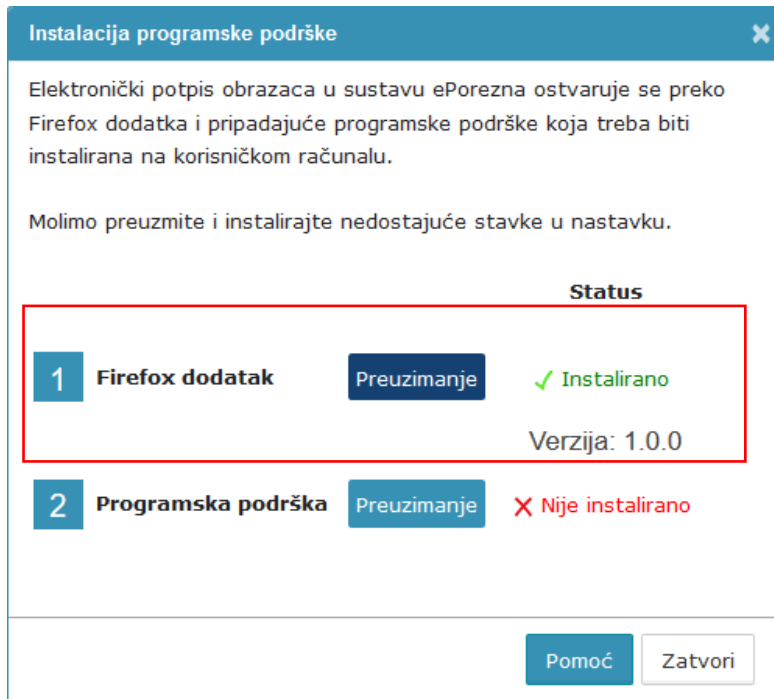 Instalacija programske podrške
Elektronički potpis obrazaca u sustavu ePorezna ostvaruje se preko
Firefox dodatka i pripadajuće programske podrške koja treba biti
instalirana na korisničkom računalu.
Molimo preuzmite i instalirajte nedostajuće stavke u nastavku.
Status
1 Firefox dodatak Preuzimanje Instalirano
Verzija: 1.0.0
2 Programska podrška Preuzimanje Nije instalirano
Pomoć Zatvori